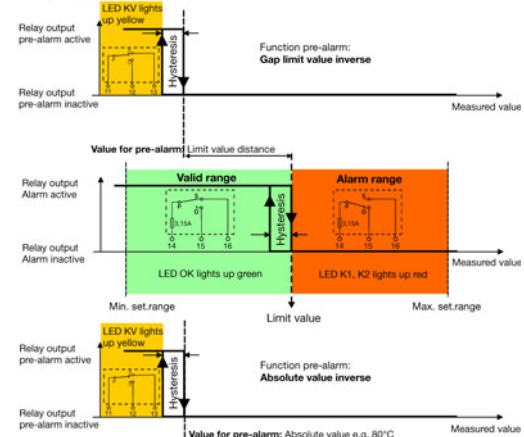 LED KV lights
up yellow
Relay output
pre-alarm active
Hysteresis
Function pre-alarm:
Gap limit value inverse
11 12 13
Relay output
pre-alarm inactive
Measured value
Value for pre-alarm: Limit value distance
Valid range
Alarm range
Relay output
Alarm active
Hysteresis
3,15A
3,15A
14 15 16
14 15 16
Relay output
Alarm inactive
Measured value
LED OK lights up green
LED K1, K2 lights up red
Min. set.range
Max. set.range
Limit value
LED KV lights
up yellow
Relay output
pre-alarm active
Hysteresis
Function pre-alarm:
Absolute value inverse
11 12 13
Relay output
pre-alarm inactive
Measured value
Value for pre-alarm: Absolute value e.g. 80°C